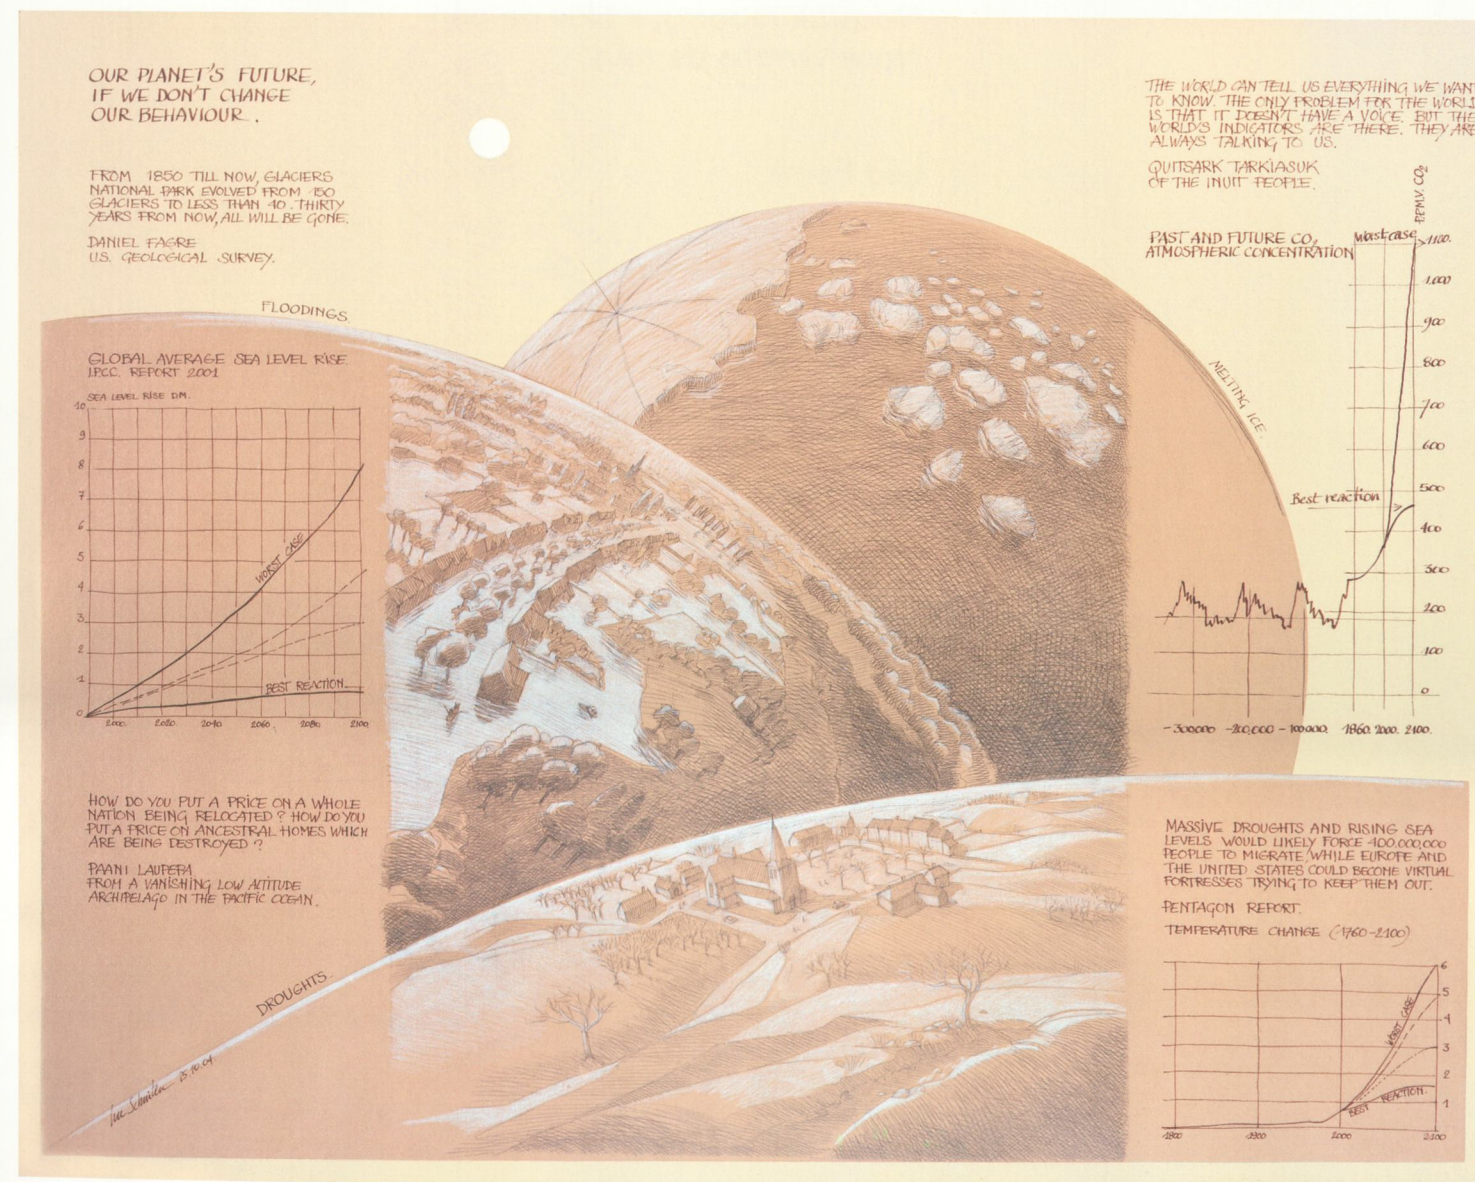 OUR PLANET'S FUTURE,
IF WE DON'T CHANGE
OUR BEHAVIOUR.
FROM 1850 TILL NOW, GLACIERS
NATIONAL PARK EVOLVED FROM 150
GLACIERS TO LESS THAN 40. THIRTY
YEARS FROM NOW, ALL WILL BE GONE.
DANIEL FAGRE
U.S. GEOLOGICAL SURVEY.
FLOODINGS.
GLOBAL AVERAGE SEA LEVEL RISE.
I.P.C.C. REPORT 2001
SEA LEVEL RISE DM.
10
9
8
7
6
5
4
3
2
1
0
WORST CASE
BEST REACTION
2000. 2020. 2040 2060. 2080 2100.
HOW DO YOU PUT A PRICE ON A WHOLE
NATION BEING RELOCATED? HOW DO YOU
PUT A PRICE ON ANCESTRAL HOMES WHICH
ARE BEING DESTROYED?
PAANI LAUPEPA
FROM A VANISHING LOW ALTITUDE
ARCHIPELAGO IN THE PACIFIC OCEAN.
DROUGHTS.
Luc Schuiten 15.10.04
THE WORLD CAN TELL US EVERYTHING WE WANT
TO KNOW. THE ONLY PROBLEM FOR THE WORLD
IS THAT IT DOESN'T HAVE A VOICE. BUT THE
WORLD'S INDICATORS ARE THERE. THEY ARE
ALWAYS TALKING TO US.
QUITSARK TARKIASUK
OF THE INUIT PEOPLE.
MELTING ICE.
PAST AND FUTURE CO2
ATMOSPHERIC CONCENTRATION
P.P.M.V. CO2
Worst case
>1100.
1.000
900
800
700
600
500
400
300
200
100
0
Best reaction
-300.000 -200,000 -100.000. 1860. 2000. 2100.
MASSIVE DROUGHTS AND RISING SEA
LEVELS WOULD LIKELY FORCE 400.000.000
PEOPLE TO MIGRATE, WHILE EUROPE AND
THE UNITED STATES COULD BECOME VIRTUAL
FORTRESSES TRYING TO KEEP THEM OUT.
PENTAGON REPORT.
TEMPERATURE CHANGE (1760-2100)
6
5
4
3
2
1
WORST CASE
BEST REACTION.
1800 1900 2000 2100